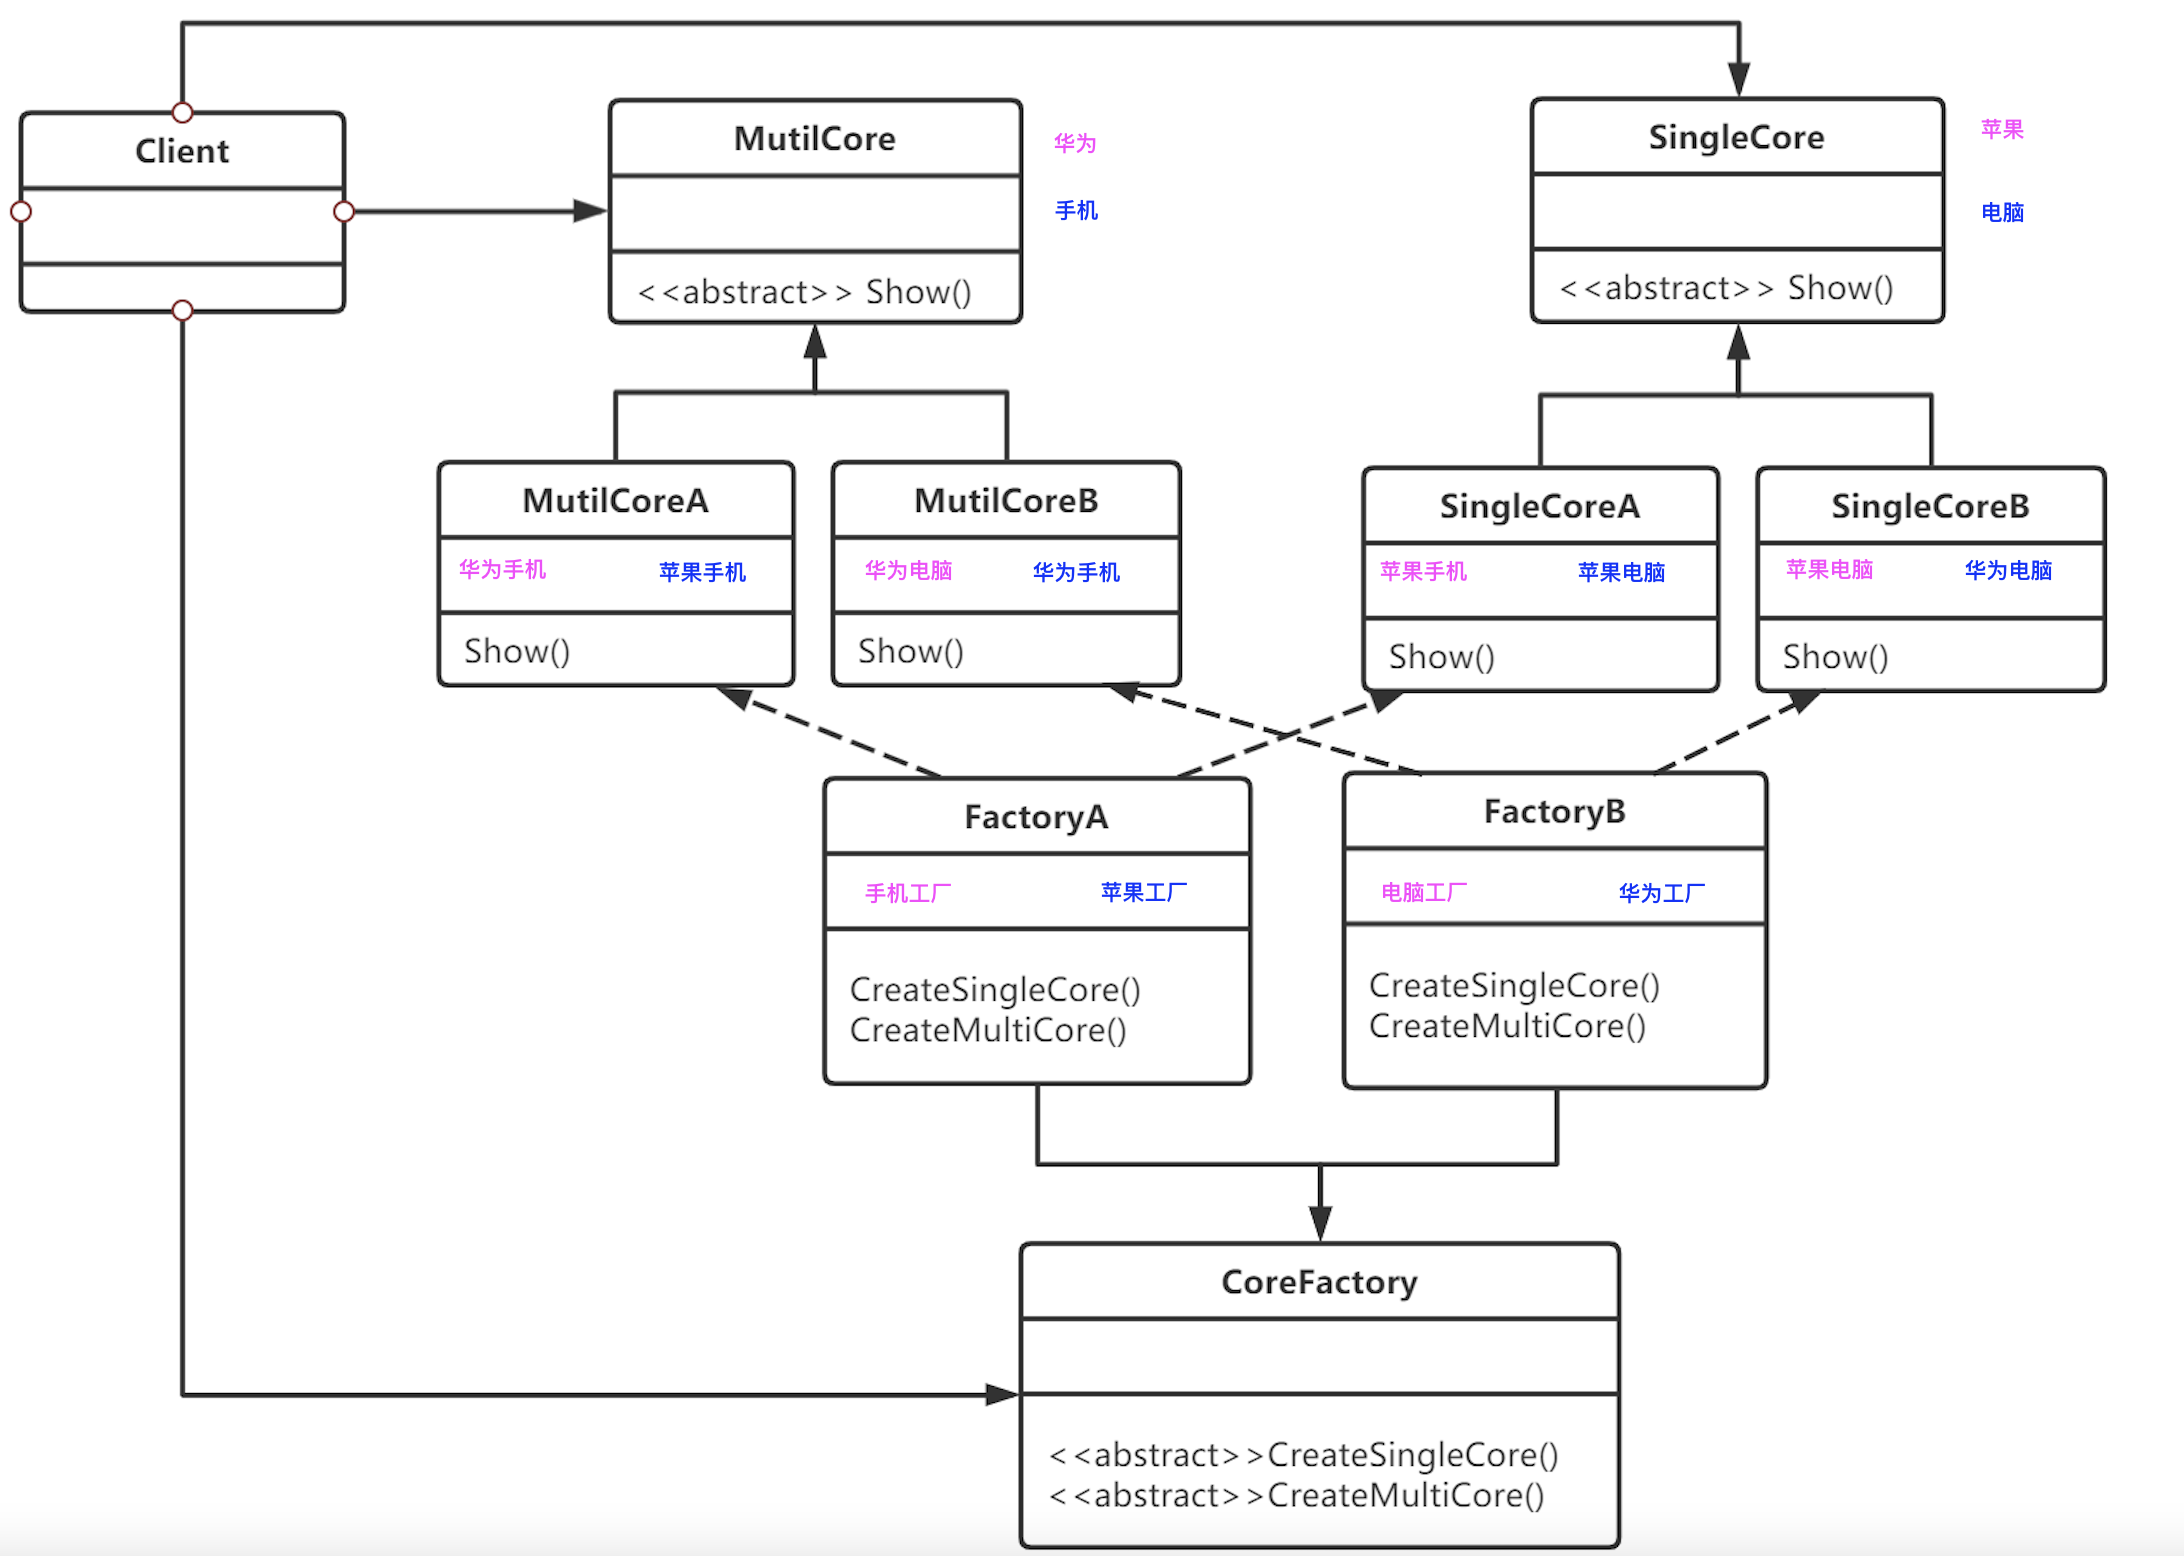 Client
MutilCore
华为
手机
<<abstract>> Show()
SingleCore
苹果
电脑
<<abstract>> Show()
MutilCoreA
华为手机 苹果手机
Show()
MutilCoreB
华为电脑 华为手机
Show()
SingleCoreA
苹果手机 苹果电脑
Show()
SingleCoreB
苹果电脑 华为电脑
Show()
FactoryA
手机工厂 苹果工厂
CreateSingleCore()
CreateMultiCore()
FactoryB
电脑工厂 华为工厂
CreateSingleCore()
CreateMultiCore()
CoreFactory
<<abstract>>CreateSingleCore()
<<abstract>>CreateMultiCore()